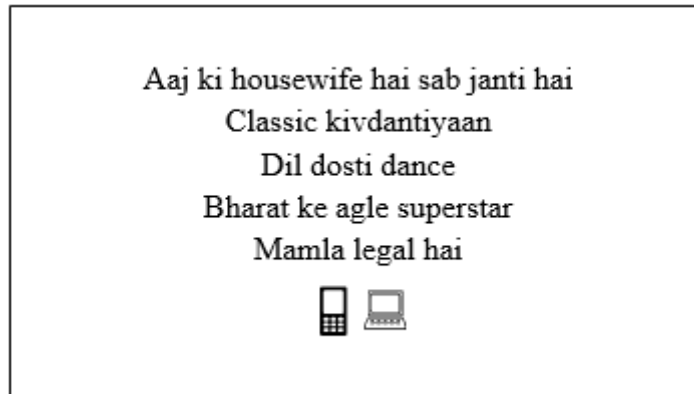 Aaj ki housewife hai sab janti hai
Classic kivdantiyaan
Dil dosti dance
Bharat ke agle superstar
Mamla legal hai